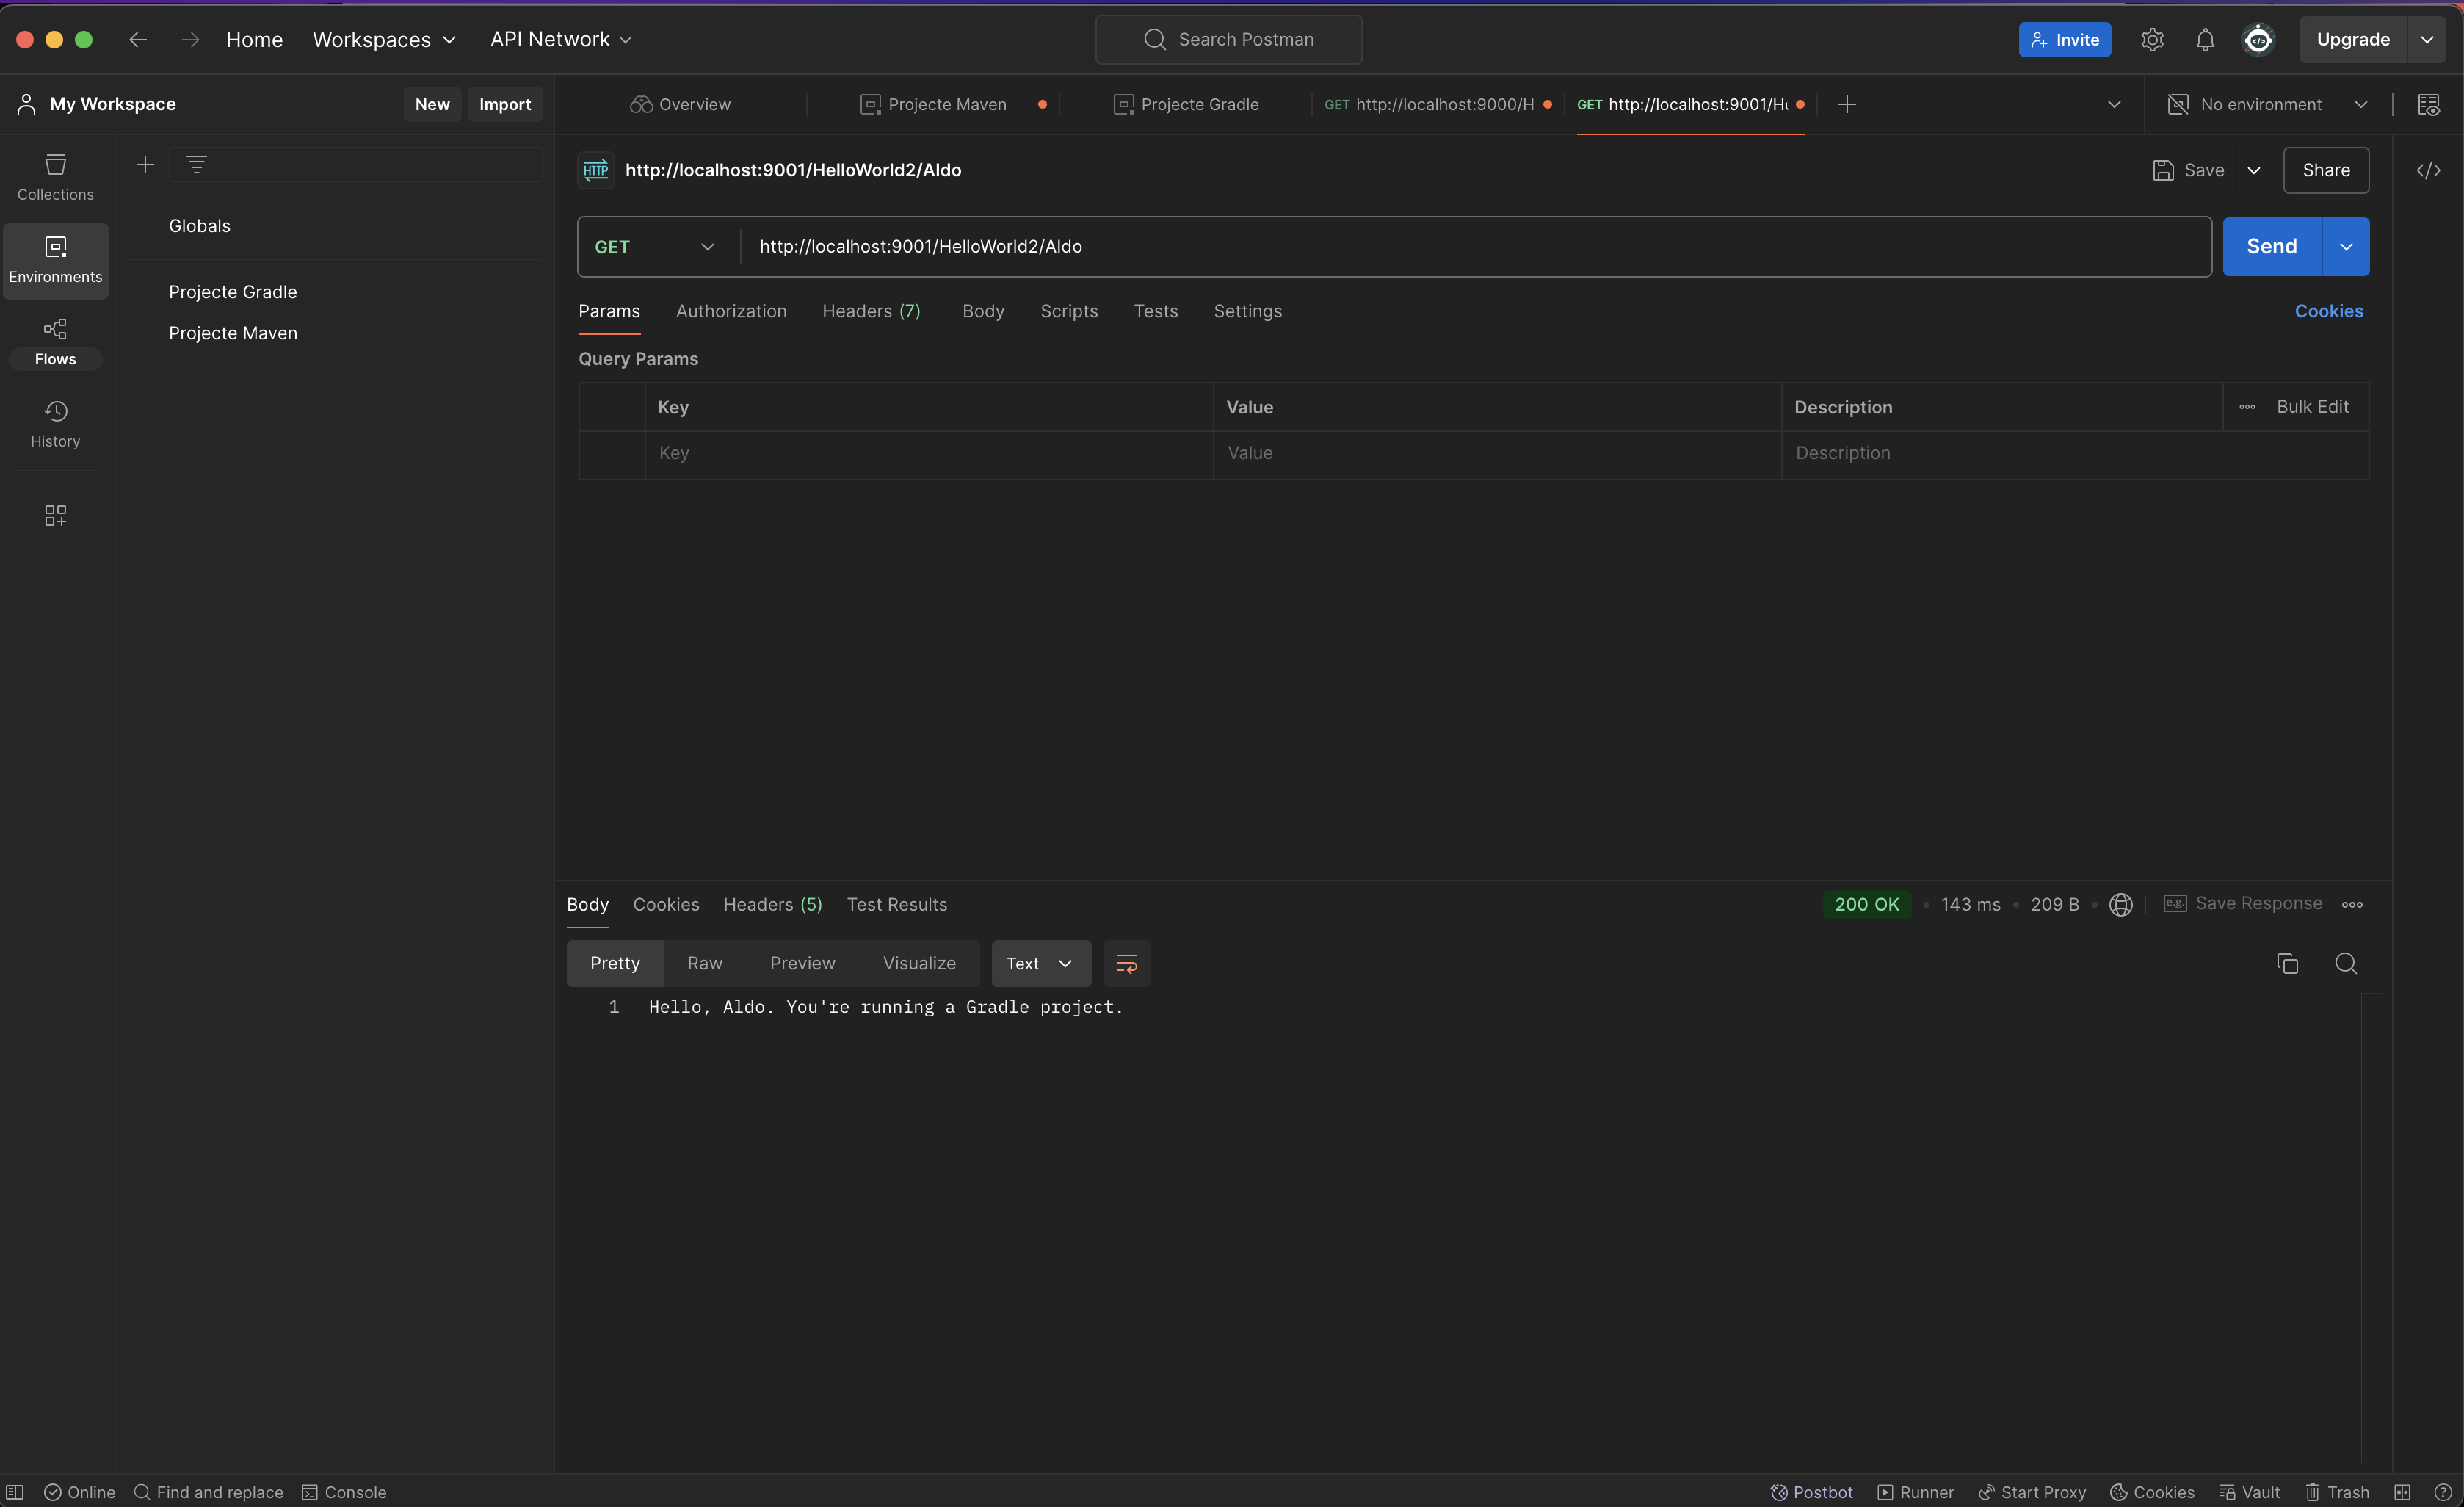 Home Workspaces API Network Search Postman Invite Upgrade
My Workspace New Import Overview Projecte Maven Projecte Gradle GET http://localhost:9000/H GET http://localhost:9001/H No environment
Collections
Environments
Flows
History
Globals
Projecte Gradle
Projecte Maven
HTTP http://localhost:9001/HelloWorld2/Aldo Save Share
GET http://localhost:9001/HelloWorld2/Aldo Send
Params Authorization Headers (7) Body Scripts Tests Settings Cookies
Query Params
Key Value Description Bulk Edit
Key Value Description
Body Cookies Headers (5) Test Results 200 OK 143 ms 209 B e.g. Save Response
Pretty Raw Preview Visualize Text
1 Hello, Aldo. You're running a Gradle project.
Online Find and replace Console Postbot Runner Start Proxy Cookies Vault Trash